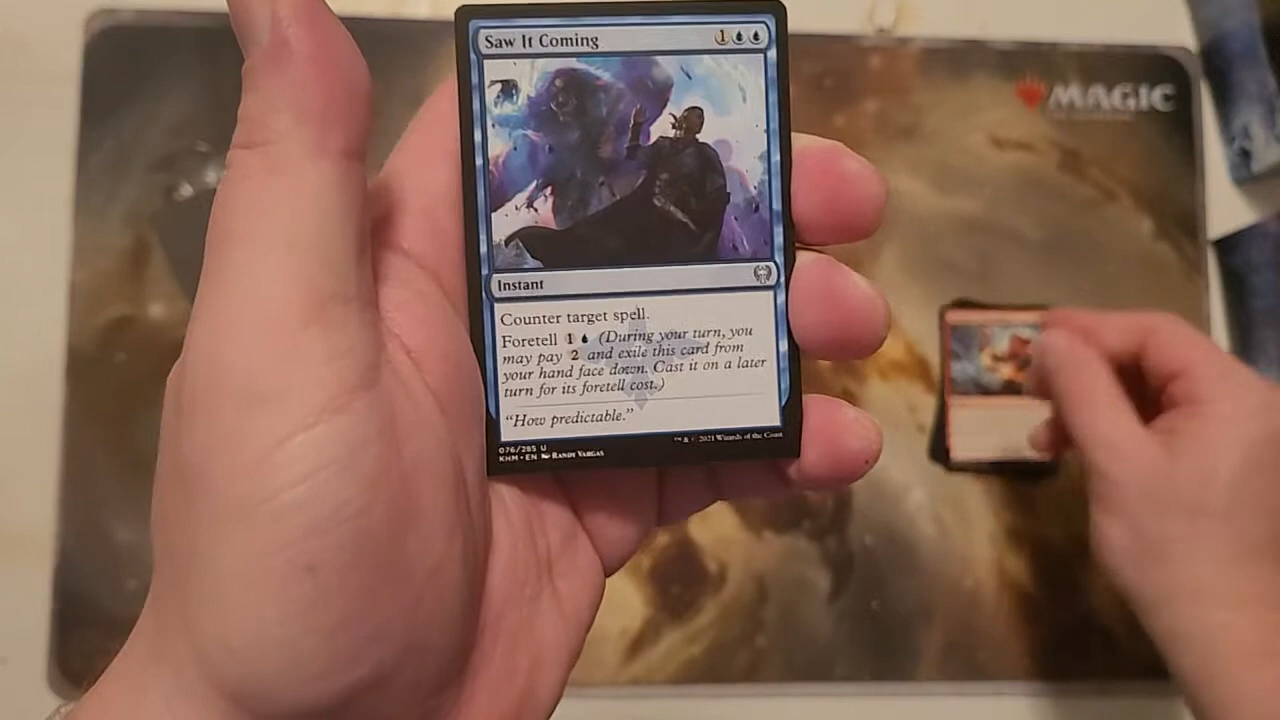 Saw It Coming 1
MAGIC
Instant
Counter target spell.
Foretell 1 (During your turn, you
may pay 2 and exile this card from
your hand face down. Cast it on a later
turn for its foretell cost.)
"How predictable."
076/285 U
KHM • EN RANDY VARGAS
™ & © 2021 Wizards of the Coast